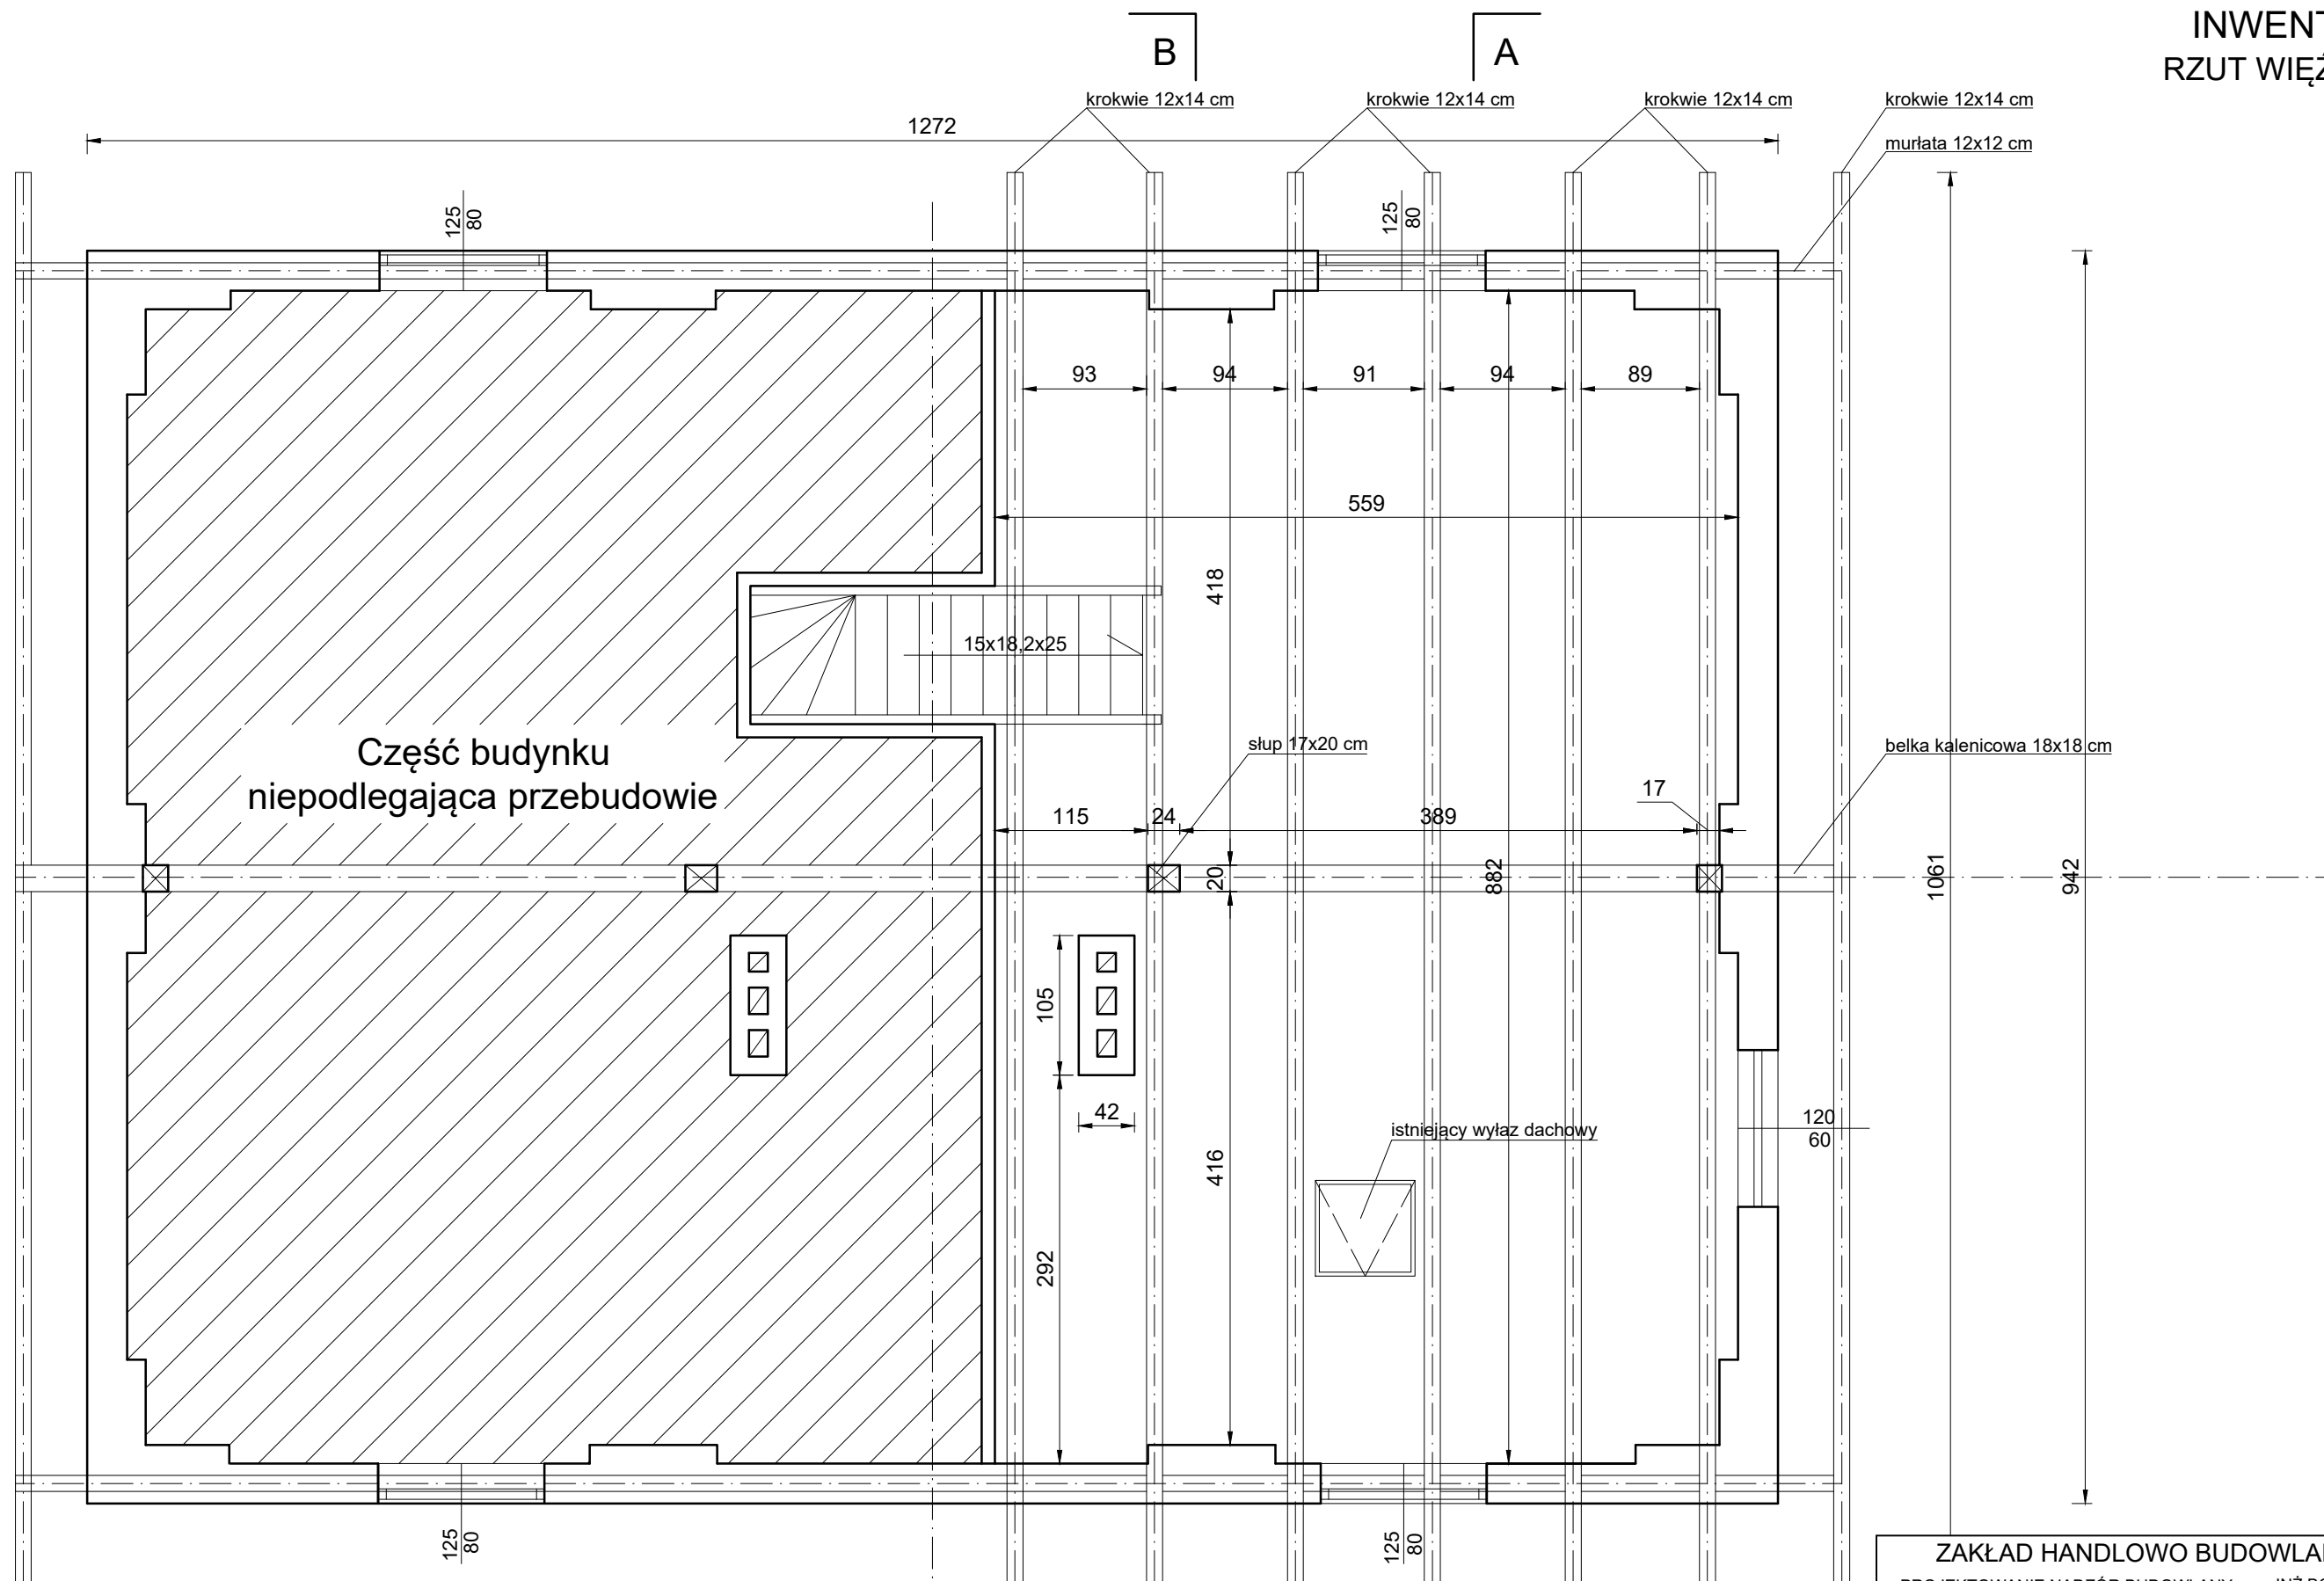 INWENT
RZUT WIĘŹ
B
A
krokwie 12x14 cm
krokwie 12x14 cm
krokwie 12x14 cm
krokwie 12x14 cm
murłata 12x12 cm
1272
125
80
125
80
93
94
91
94
89
559
418
15x18,2x25
Część budynku
niepodlegająca przebudowie
słup 17x20 cm
belka kalenicowa 18x18 cm
17
115
24
389
20
882
1061
942
105
42
120
60
istniejący wyłaz dachowy
416
292
125
80
125
80
ZAKŁAD HANDLOWO BUDOWLA